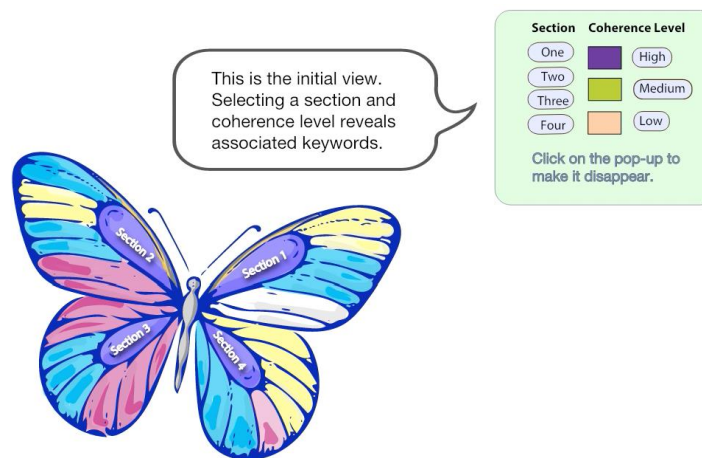 Section Coherence Level
One
High
Two
Medium
Three
Low
Four
Click on the pop-up to
make it disappear.
This is the initial view.
Selecting a section and
coherence level reveals
associated keywords.
Section 2
Section 1
Section 3
Section 4